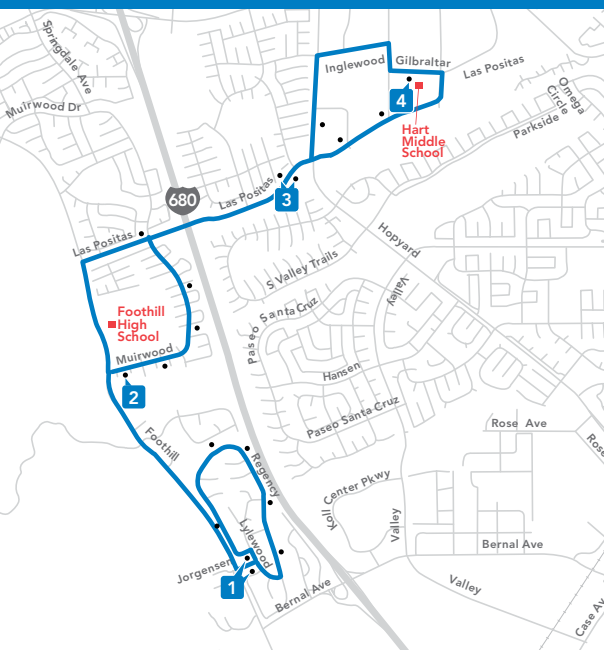 Springdale Ave
Muirwood Dr
Inglewood
Gilbraltar
Las Positas
Omega
Circle
Parkside
4
Hart
Middle
School
680
Las Positas
3
Las Positas
Hopyard
S Valley Trails
Valley
Santa Cruz
Paseo
Foothill
High
School
Muirwood
Hansen
2
Paseo Santa Cruz
Rose Ave
Rose
Foothill
Regency
Center Pkwy
Koll
Valley
Lylewood
Bernal Ave
Jorgensen
1
Bernal Ave
Valley
Case Av